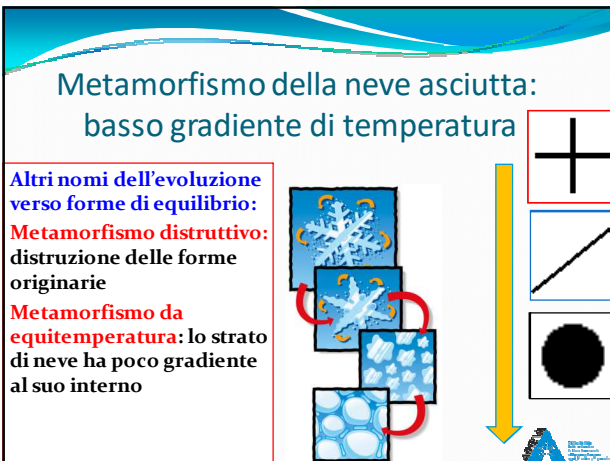 Metamorfismo della neve asciutta:
basso gradiente di temperatura
Altri nomi dell'evoluzione
verso forme di equilibrio:
Metamorfismo distruttivo:
distruzione delle forme
originarie
Metamorfismo da
equitemperatura: lo strato
di neve ha poco gradiente
al suo interno